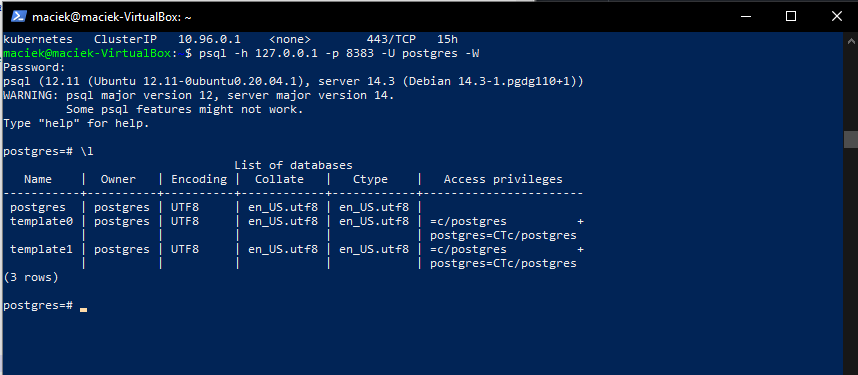 maciek@maciek-VirtualBox: ~
kubernetes   ClusterIP   10.96.0.1    <none>        443/TCP   15h
maciek@maciek-VirtualBox: $ psql -h 127.0.0.1 -p 8383 -U postgres -W
Password:
psql (12.11 (Ubuntu 12.11-0ubuntu0.20.04.1), server 14.3 (Debian 14.3-1.pgdg110+1))
WARNING: psql major version 12, server major version 14.
         Some psql features might not work.
Type "help" for help.
postgres=# \l
                                 List of databases
   Name    |  Owner   | Encoding |  Collate   |   Ctype    |   Access privileges
-----------+----------+----------+------------+------------+-----------------------
 postgres  | postgres | UTF8     | en_US.utf8 | en_US.utf8 |
 template0 | postgres | UTF8     | en_US.utf8 | en_US.utf8 | =c/postgres          +
           |          |          |            |            | postgres=CTc/postgres
 template1 | postgres | UTF8     | en_US.utf8 | en_US.utf8 | =c/postgres          +
           |          |          |            |            | postgres=CTc/postgres
(3 rows)
postgres=#